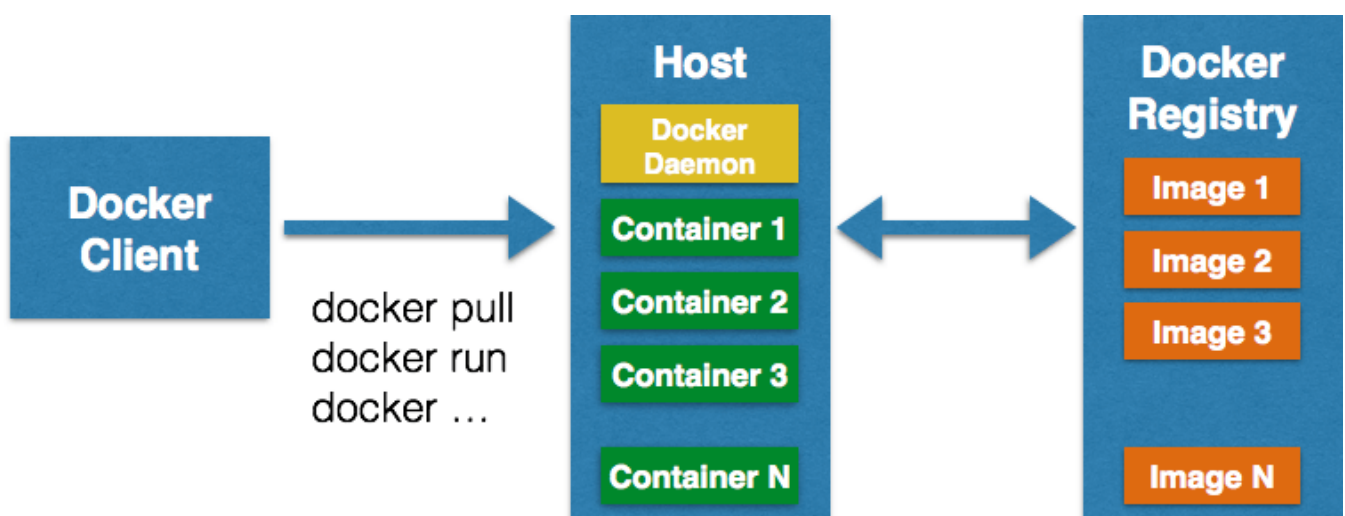 Docker
Client
docker pull
docker run
docker …
Host
Docker
Daemon
Container 1
Container 2
Container 3
Container N
Docker
Registry
Image 1
Image 2
Image 3
Image N